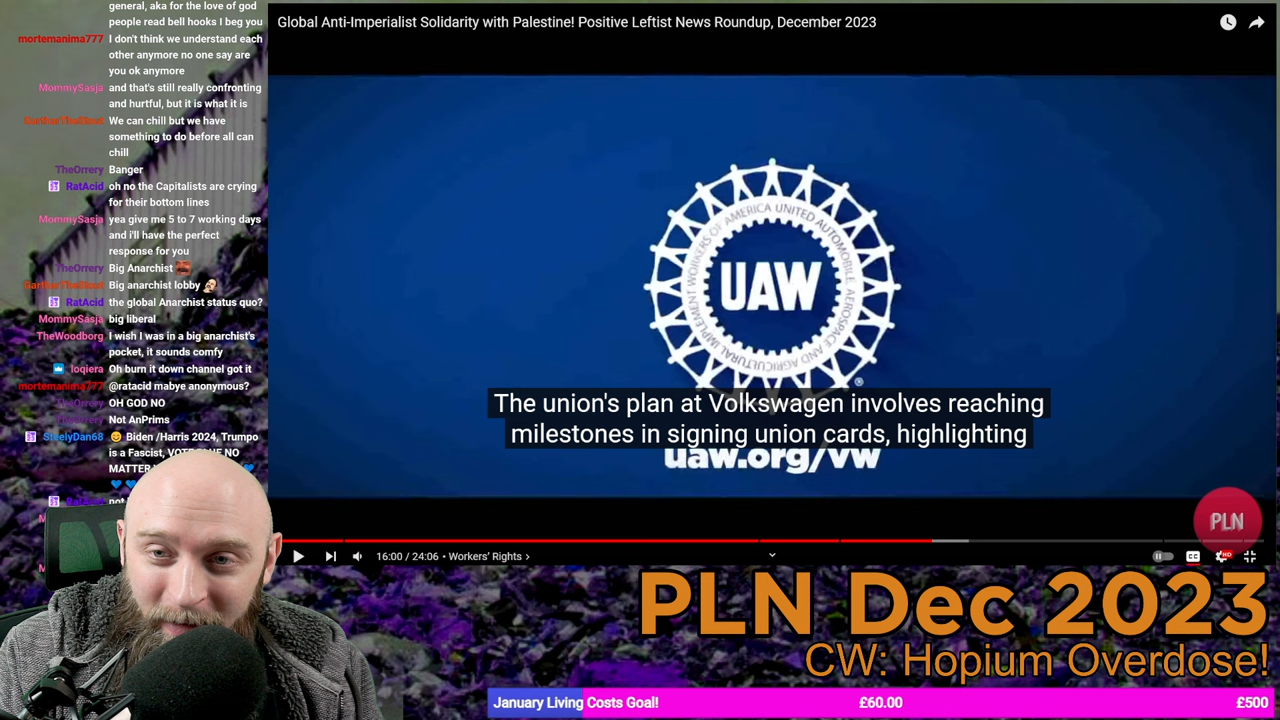 general, aka for the love of god
people read bell hooks I beg you
mortemanima777 I don't think we understand each
other anymore no one say are
you ok anymore
MommySasja and that's still really confronting
and hurtful, but it is what it is
We can chill but we have
something to do before all can
chill
TheOrrery Banger
RatAcid oh no the Capitalists are crying
for their bottom lines
MommySasja yea give me 5 to 7 working days
and i'll have the perfect
response for you
TheOrrery Big Anarchist
Big anarchist lobby
RatAcid the global Anarchist status quo?
MommySasja big liberal
TheWoodborg I wish I was in a big anarchist's
pocket, it sounds comfy
loqiera Oh burn it down channel got it
mortemanima777 @ratacid mabye anonymous?
TheOrrery OH GOD NO
TheOrrery Not AnPrims
SteelyDan68 Biden /Harris 2024, Trumpo
is a Fascist, VOTE BLUE NO
MATTER
RatAcid not
Global Anti-Imperialist Solidarity with Palestine! Positive Leftist News Roundup, December 2023
INTERNATIONAL UNION UNITED AUTOMOBILE AEROSPACE AND AGRICULTURAL IMPLEMENT WORKERS OF AMERICA
UAW
®
The union's plan at Volkswagen involves reaching
milestones in signing union cards, highlighting
uaw.org/vw
PLN
16:00 / 24:06 • Workers' Rights ›
CC
HD
PLN Dec 2023
CW: Hopium Overdose!
January Living Costs Goal! £60.00 £500